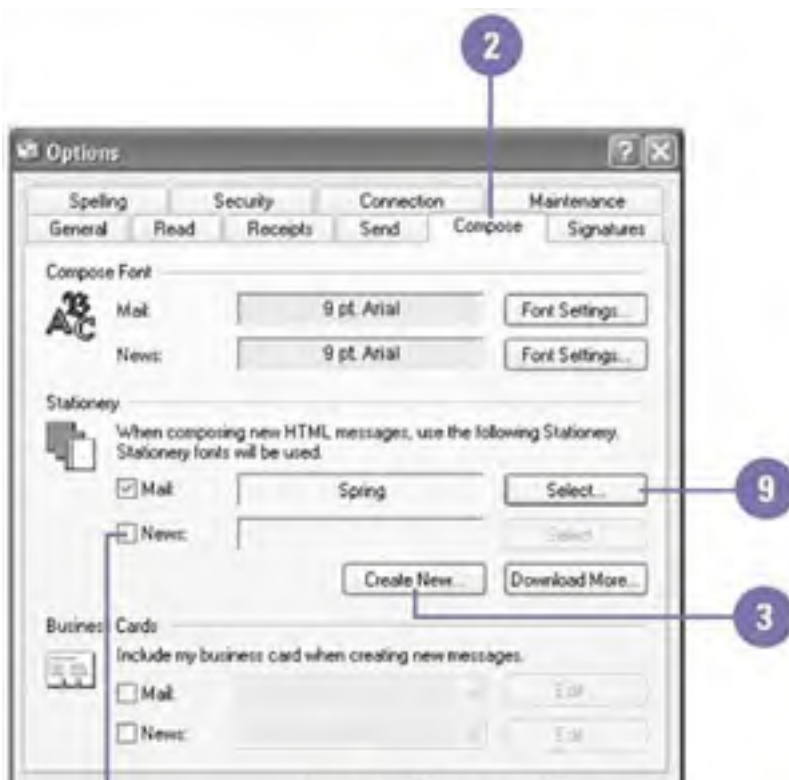 2
Options
Spelling Security Connection Maintenance
General Read Receipts Send Compose Signatures
Compose Font
Mail: 9 pt. Arial Font Settings...
News: 9 pt. Arial Font Settings...
Stationery
When composing new HTML messages, use the following Stationery.
Stationery fonts will be used.
Mail: Spring Select... 9
News: Select...
Create New... Download More...
3
Business Cards
Include my business card when creating new messages.
Mail: Edit
News: Edit